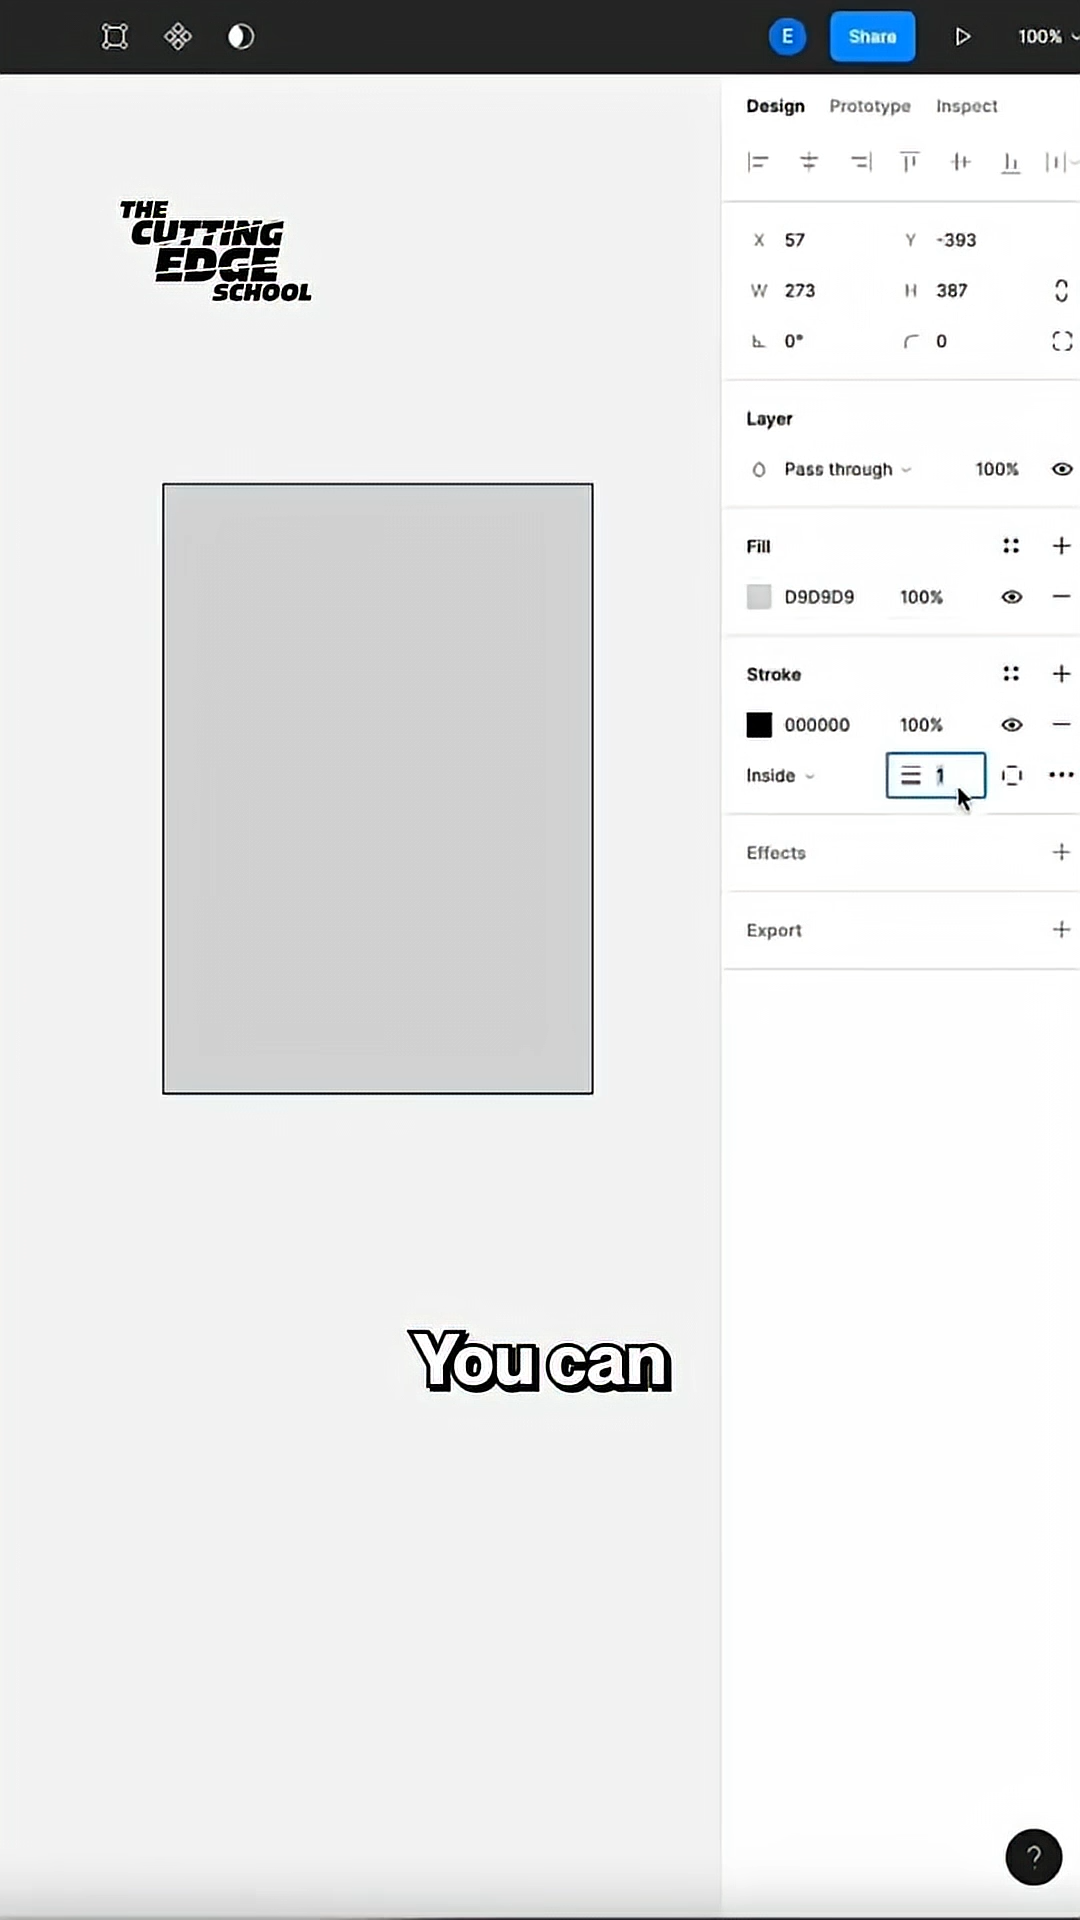 E
Share
100%
Design Prototype Inspect
THE
CUTTING
EDGE
SCHOOL
X 57 Y -393
W 273 H 387
0° 0
Layer
Pass through 100%
Fill
D9D9D9 100%
Stroke
000000 100%
Inside 1
Effects
Export
You can
?